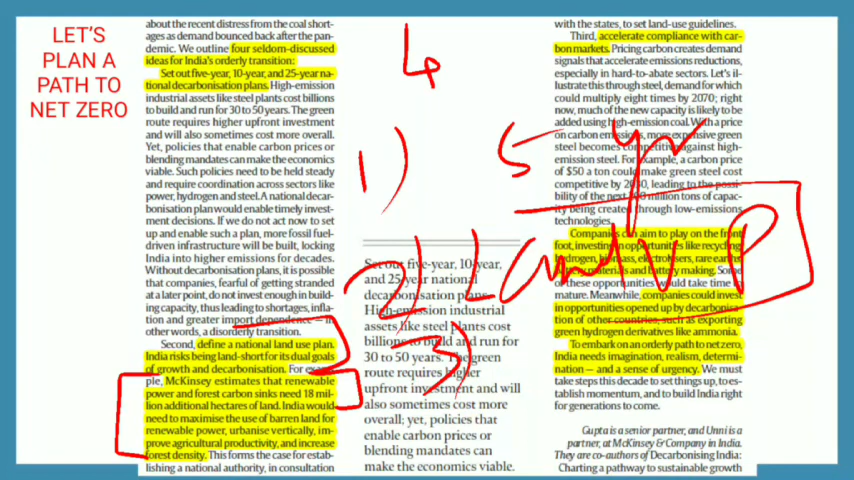 LET'S
PLAN A
PATH TO
NET ZERO
about the recent distress from the coal short-
ages as demand bounced back after the pan-
demic. We outline four seldom-discussed
ideas for India's orderly transition:
Set out five-year, 10-year, and 25-year na-
tional decarbonisation plans. High-emission
industrial assets like steel plants cost billions
to build and run for 30 to 50 years. The green
route requires higher upfront investment
and will also sometimes cost more overall.
Yet, policies that enable carbon prices or
blending mandates can make the economics
viable. Such policies need to be held steady
and require coordination across sectors like
power, hydrogen and steel. A national decar-
bonisation plan would enable timely invest-
ment decisions. If we do not act now to set
up and enable such a plan, more fossil fuel-
driven infrastructure will be built, locking
India into higher emissions for decades.
Without decarbonisation plans, it is possible
that companies, fearful of getting stranded
at a later point, do not invest enough in build-
ing capacity, thus leading to shortages, infla-
tion and greater import dependence — in
other words, a disorderly transition.
Second, define a national land use plan.
India risks being land-short for its dual goals
of growth and decarbonisation. For exam-
ple, McKinsey estimates that renewable
power and forest carbon sinks need 18 mil-
lion additional hectares of land. India would
need to maximise the use of barren land for
renewable power, urbanise vertically, im-
prove agricultural productivity, and increase
forest density. This forms the case for estab-
lishing a national authority, in consultation
4
1)
2)
3)
Set out five-year, 10-year,
and 25-year national
decarbonisation plans.
High-emission industrial
assets like steel plants cost
billions to build and run for
30 to 50 years. The green
route requires higher
upfront investment and will
also sometimes cost more
overall; yet, policies that
enable carbon prices or
blending mandates can
make the economics viable.
5 yr
Land P
with the states, to set land-use guidelines.
Third, accelerate compliance with car-
bon markets. Pricing carbon creates demand
signals that accelerate emissions reductions,
especially in hard-to-abate sectors. Let's il-
lustrate this through steel, demand for which
could multiply eight times by 2070; right
now, much of the new capacity is likely to be
added using high-emission coal. With a price
on carbon emissions, more expensive green
steel becomes competitive against high-
emission steel. For example, a carbon price
of $50 a ton could make green steel cost
competitive by 2030, leading to the possi-
bility of the next million tons of capac-
ity being created through low-emissions
technologies.
Companies can aim to play on the front
foot, investing in opportunities like recycling
hydrogen, biomass, electrolysers, rare earth
materials and battery making. Some
of these opportunities would take time to
mature. Meanwhile, companies could invest
in opportunities opened up by decarbonisa-
tion of other countries, such as exporting
green hydrogen derivatives like ammonia.
To embark on an orderly path to net zero,
India needs imagination, realism, determi-
nation — and a sense of urgency. We must
take steps this decade to set things up, to es-
tablish momentum, and to build India right
for generations to come.
Gupta is a senior partner, and Unni is a
partner, at McKinsey & Company in India.
They are co-authors of Decarbonising India:
Charting a pathway to sustainable growth